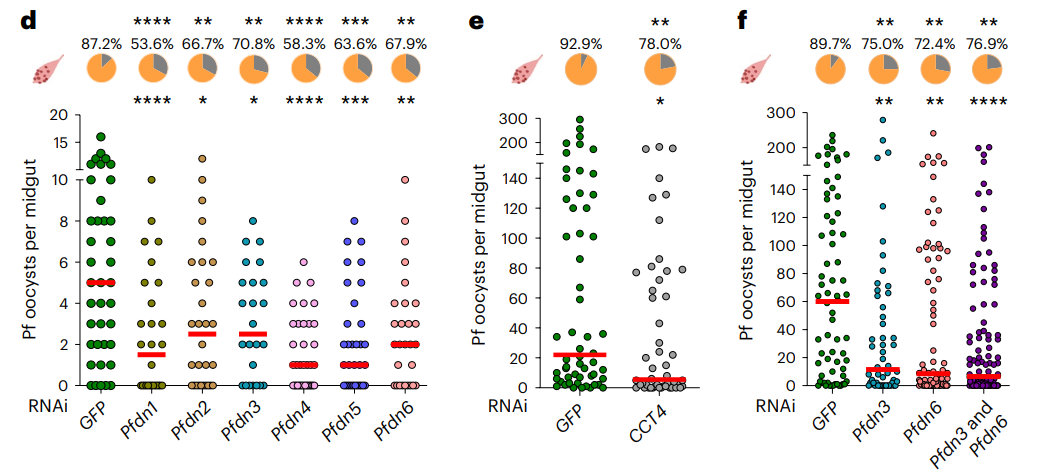 d
**** ** ** **** *** **
87.2% 53.6% 66.7% 70.8% 58.3% 63.6% 67.9%
**** * * **** *** **
Pf oocysts per midgut
20
15
10
8
6
4
2
0
RNAi
GFP
Pfdn1
Pfdn2
Pfdn3
Pfdn4
Pfdn5
Pfdn6
e
**
92.9% 78.0%
*
Pf oocysts per midgut
300
200
140
120
100
80
60
40
20
0
RNAi
GFP
CCT4
f
** ** **
89.7% 75.0% 72.4% 76.9%
** ** ****
Pf oocysts per midgut
300
200
140
120
100
80
60
40
20
0
RNAi
GFP
Pfdn3
Pfdn6
Pfdn3 and
Pfdn6